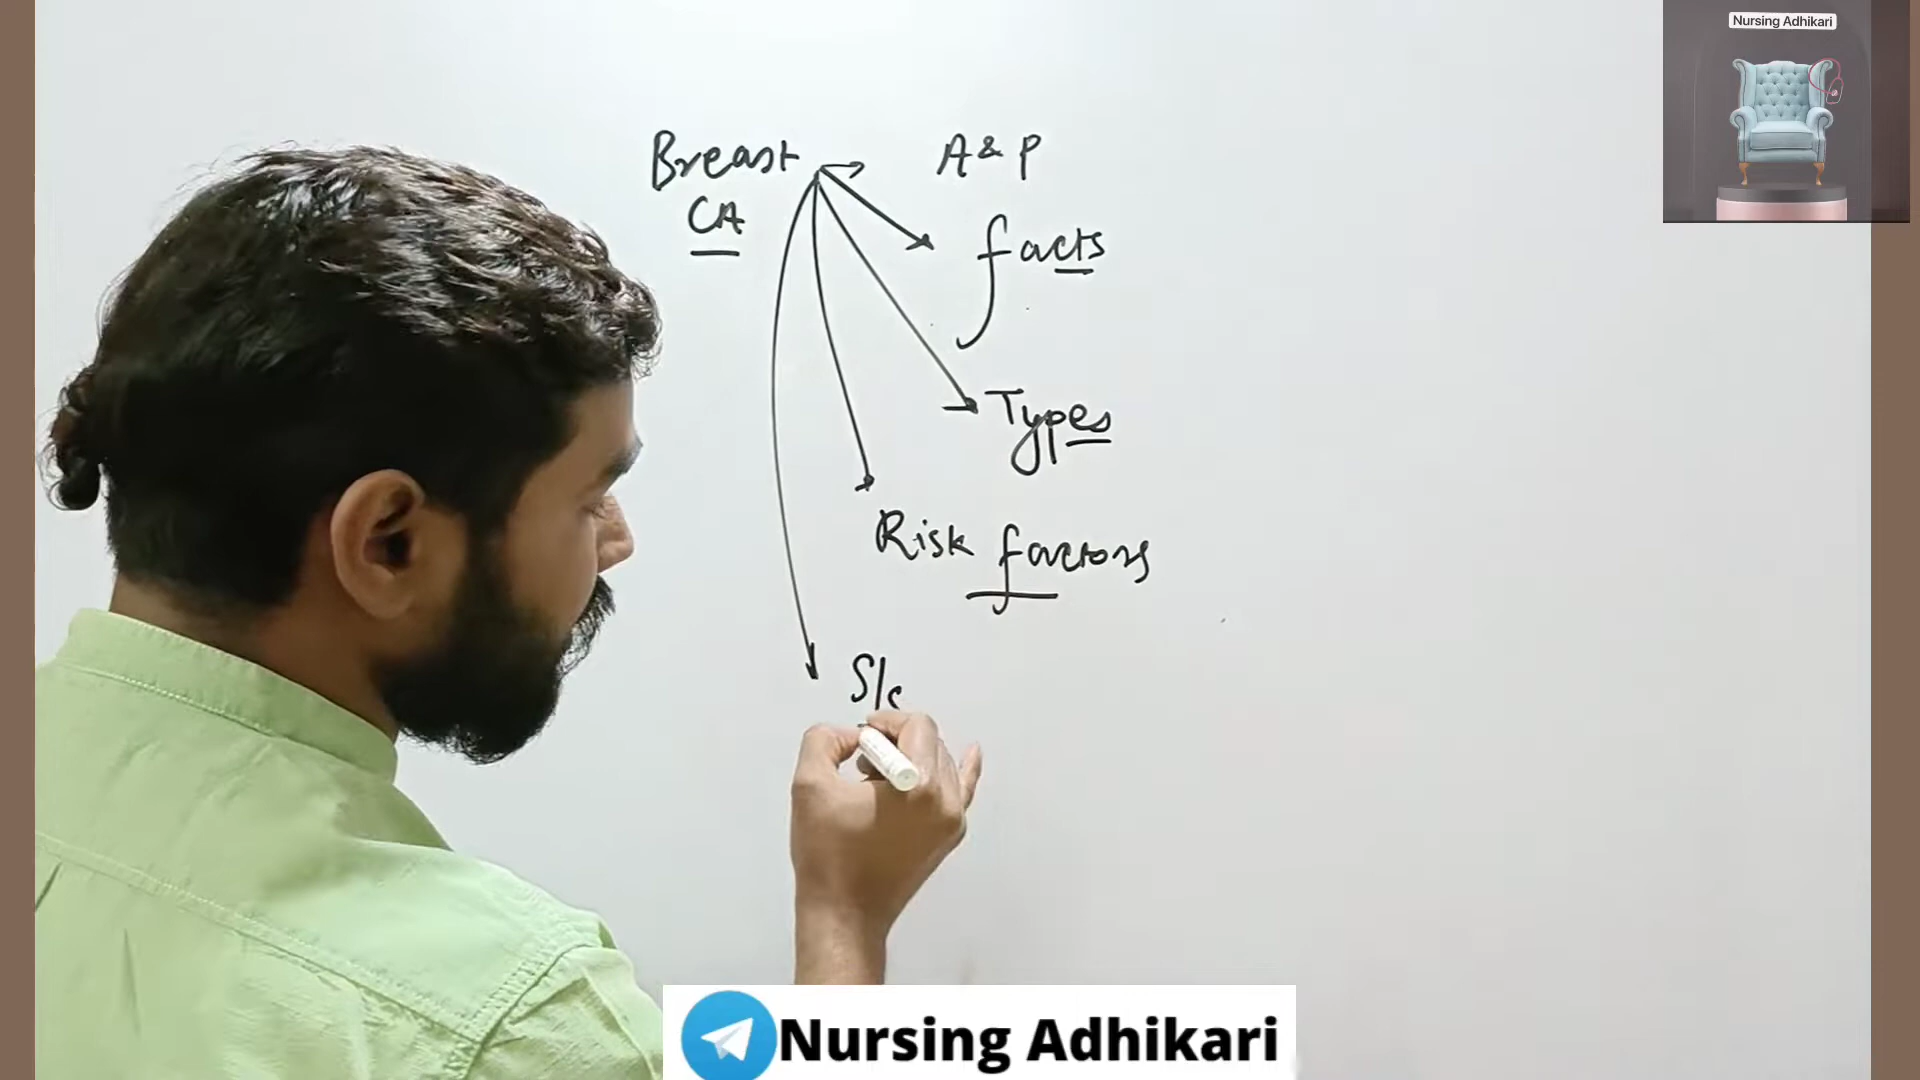 Nursing Adhikari
Breast A & P
CA
facts
Types
Risk factors
S/s
Nursing Adhikari